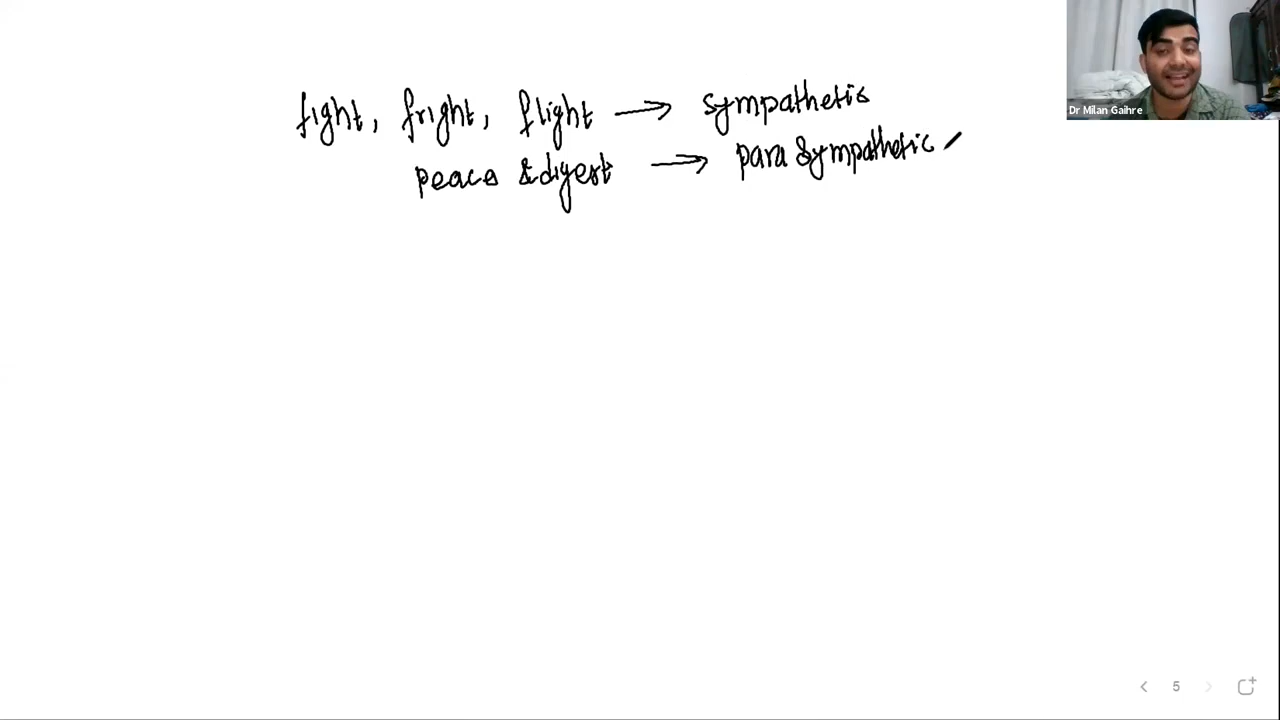 fight, fright, flight → sympathetic
peace & digest → para sympathetic
Dr Milan Gaihre
5